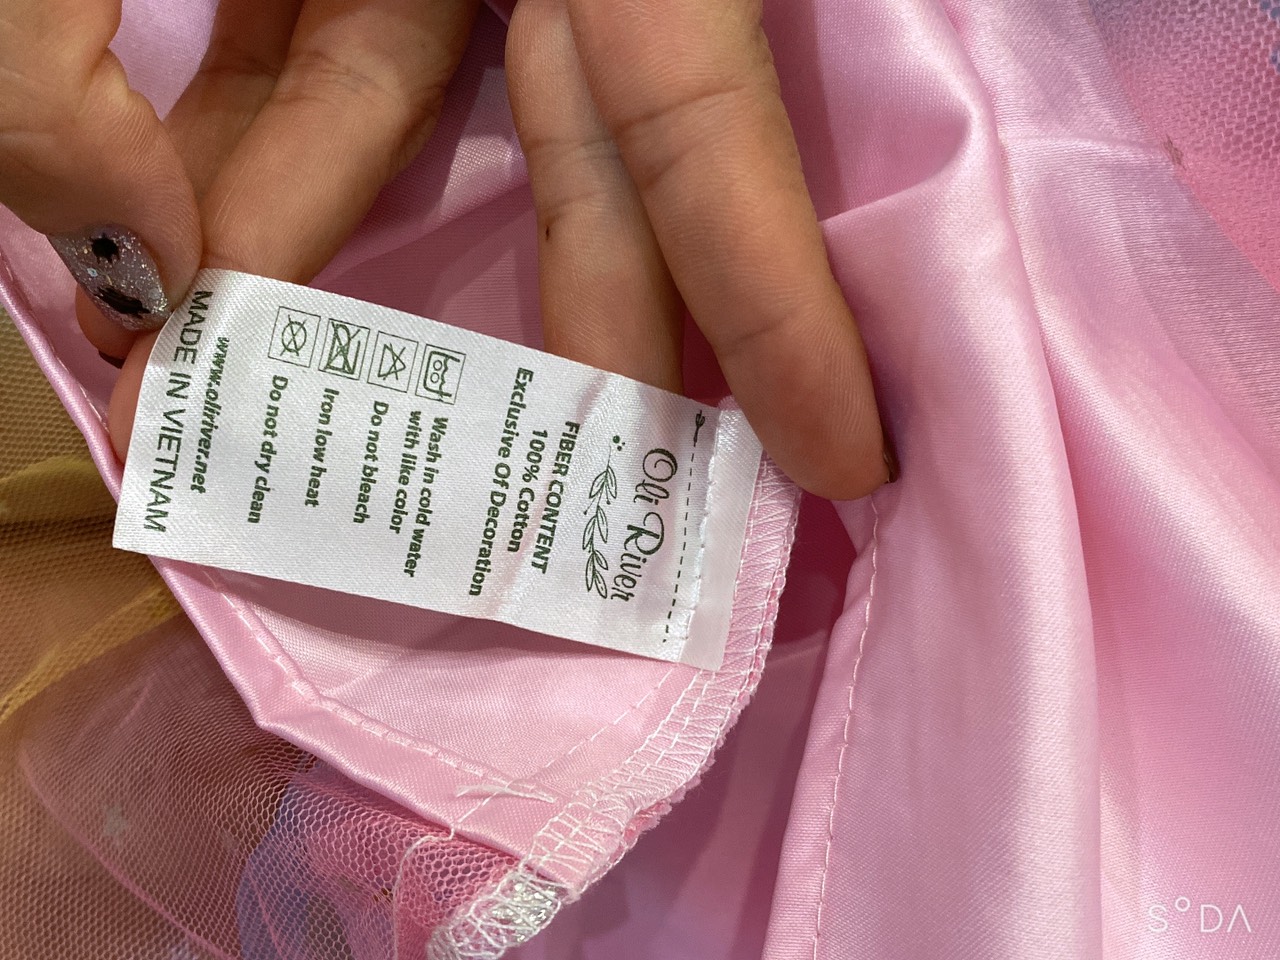 Oli River
FIBER CONTENT
100% Cotton
Exclusive Of Decoration
Wash in cold water
with like color
Do not bleach
Iron low heat
Do not dry clean
www.oliriver.net
MADE IN VIETNAM
SODA